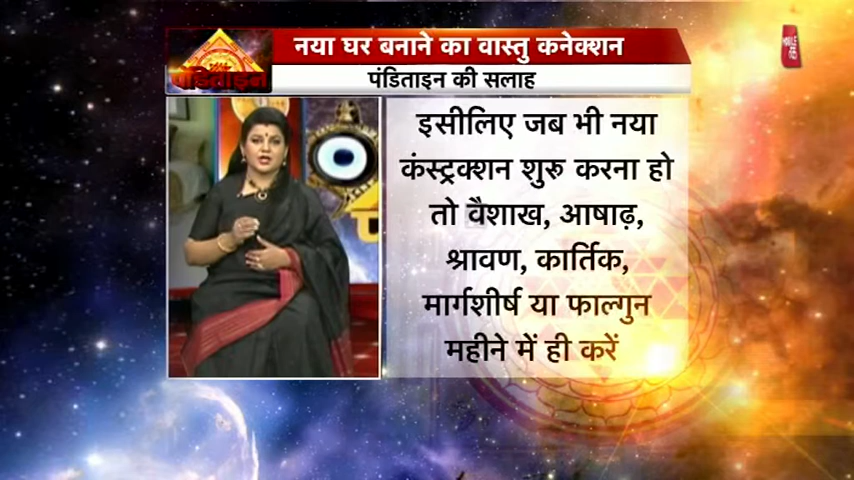 नया घर बनाने का वास्तु कनेक्शन
पंडिताइन
पंडिताइन की सलाह
इसीलिए जब भी नया
कंस्ट्रक्शन शुरू करना हो
तो वैशाख, आषाढ़,
श्रावण, कार्तिक,
मार्गशीर्ष या फाल्गुन
महीने में ही करें